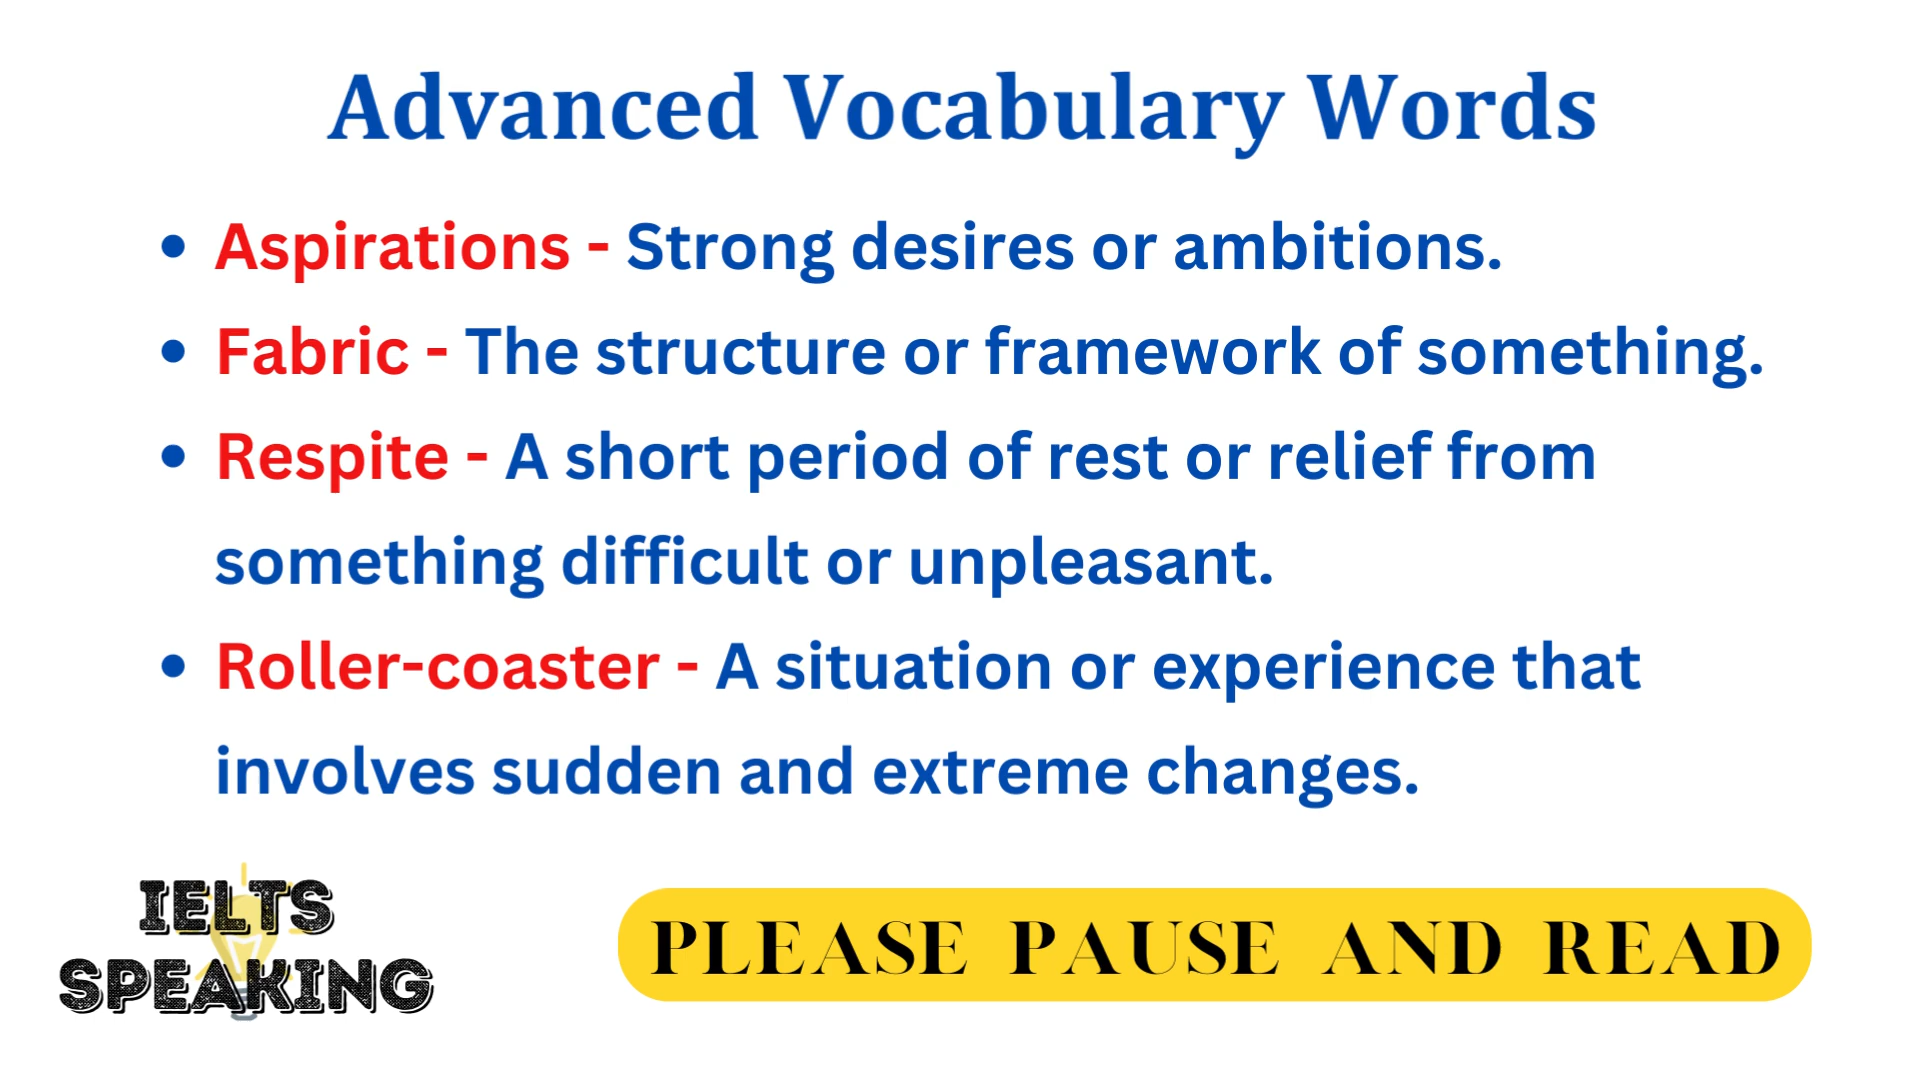 Advanced Vocabulary Words
• Aspirations - Strong desires or ambitions.
• Fabric - The structure or framework of something.
• Respite - A short period of rest or relief from
something difficult or unpleasant.
• Roller-coaster - A situation or experience that
involves sudden and extreme changes.
IELTS
SPEAKING
PLEASE PAUSE AND READ